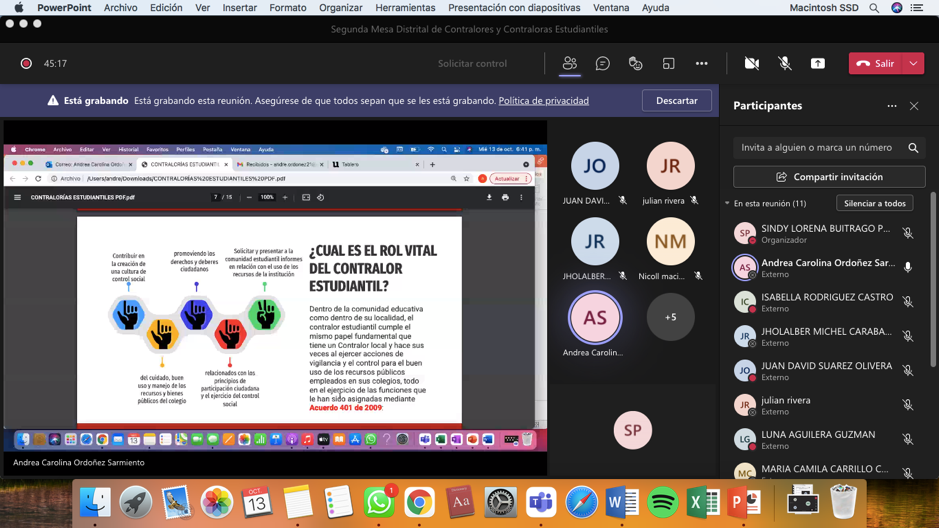 PowerPoint Archivo Edición Ver Insertar Formato Organizar Herramientas Presentación con diapositivas Ventana Ayuda Macintosh SSD
Segunda Mesa Distrital de Contralores y Contraloras Estudiantiles
45:17 Solicitar control Salir
Está grabando Está grabando esta reunión. Asegúrese de que todos sepan que se les está grabando. Política de privacidad Descartar
Chrome Archivo Editar Ver Historial Favoritos Perfiles Pestaña Ventana Ayuda Mié 13 de oct. 6:41 p. m.
CONTRALORÍAS ESTUDIANTIL
Tablero
Archivo /Users/andre/Downloads/CONTRALORÍAS%20ESTUDIANTILES%20PDF.pdf Actualizar
CONTRALORÍAS ESTUDIANTILES PDF.pdf 7 / 15 100%
Contribuir en
la creación de
una cultura de
control social
promoviendo los
derechos y deberes
ciudadanos
Solicitar y presentar a la
comunidad estudiantil informes
en relación con el uso de los
recursos de la institución
del cuidado, buen
uso y manejo de los
recursos y bienes
públicos del colegio
relacionados con los
principios de
participación ciudadana
y el ejercicio del control
social
¿CUAL ES EL ROL VITAL
DEL CONTRALOR
ESTUDIANTIL?
Dentro de la comunidad educativa
como dentro de su localidad, el
contralor estudiantil cumple el
mismo papel fundamental que
tiene un Contralor local y hace sus
veces al ejercer acciones de
vigilancia y el control para el buen
uso de los recursos públicos
empleados en sus colegios, todo
en el ejercicio de las funciones que
le han sido asignadas mediante
Acuerdo 401 de 2009:
Andrea Carolina Ordoñez Sarmiento
JO
JUAN DAVI...
JR
julian rivera
JR
JHOLALBER...
NM
Nicoll maci...
AS
Andrea Carolin...
+5
SP
Participantes
Invita a alguien o marca un número
Compartir invitación
En esta reunión (11) Silenciar a todos
SP SINDY LORENA BUITRAGO P...
Organizador
AS Andrea Carolina Ordoñez Sar...
Externo
IC ISABELLA RODRIGUEZ CASTRO
Externo
JR JHOLALBER MICHEL CARABA...
Externo
JO JUAN DAVID SUAREZ OLIVERA
Externo
JR julian rivera
Externo
LG LUNA AGUILERA GUZMAN
Externo
MC MARIA CAMILA CARRILLO C...
Externo
OCT
13
1
Aa